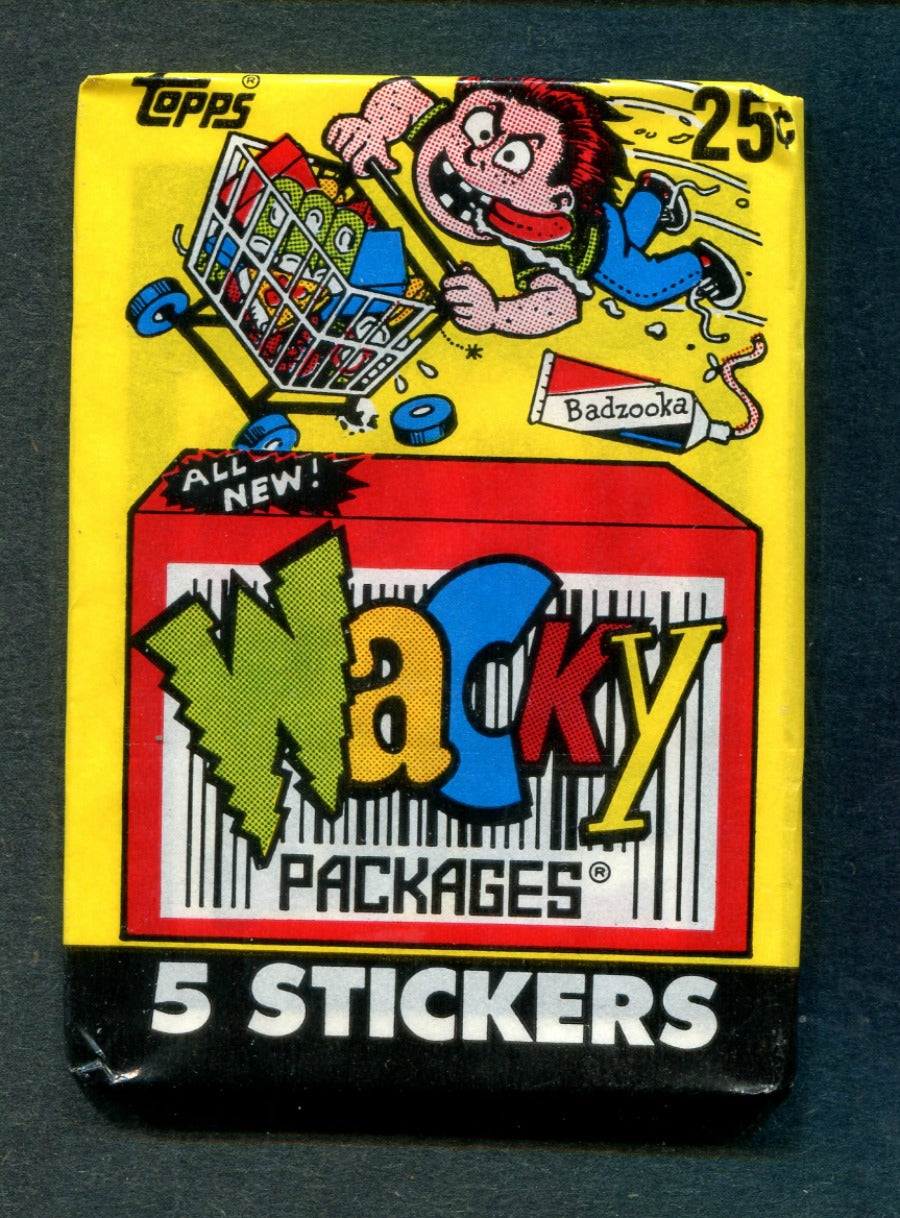 Topps®
25¢
Badzooka
ALL
NEW!
Wacky
PACKAGES®
5 STICKERS